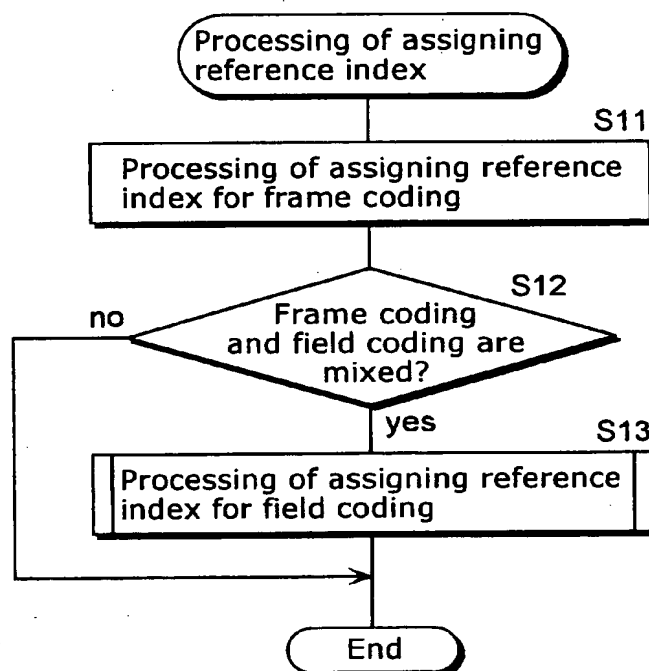 Processing of assigning
reference index
S11
Processing of assigning reference
index for frame coding
S12
no
Frame coding
and field coding are
mixed?
yes
S13
Processing of assigning reference
index for field coding
End